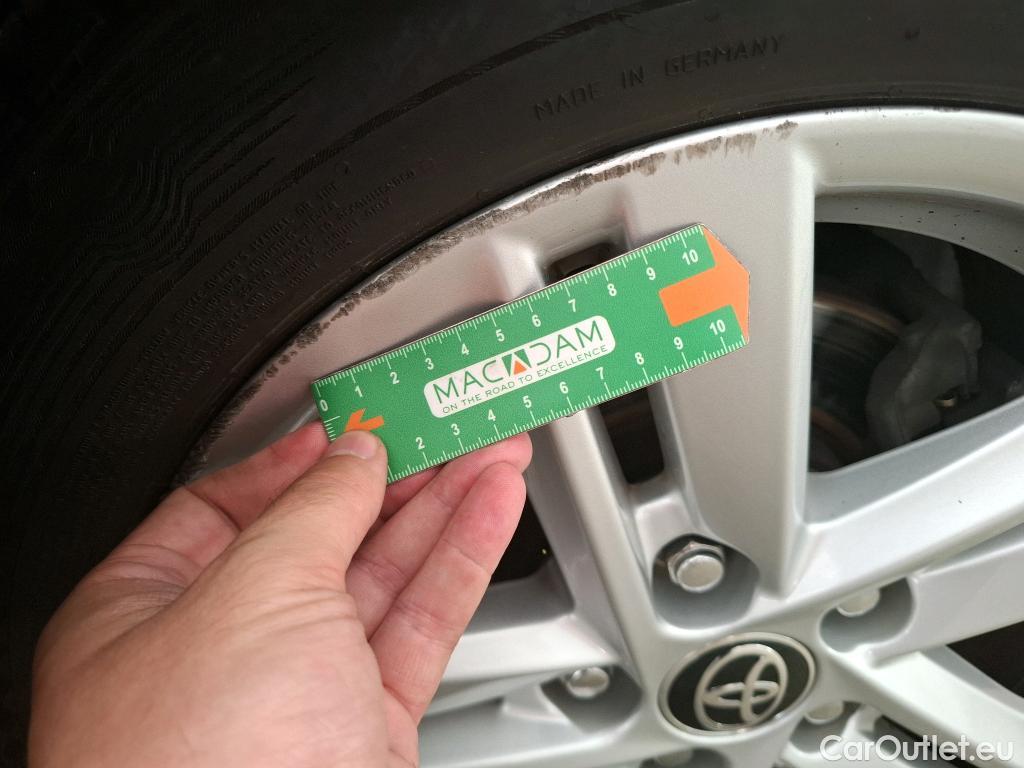 MADE IN GERMANY
0 1 2 3 4 5 6 7 8 9 10
MACADAM
ON THE ROAD TO EXCELLENCE
2 3 4 5 6 7 8 9 10
CarOutlet.eu